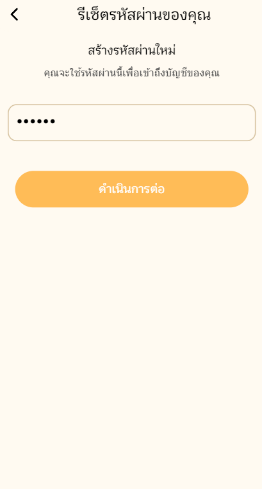 รีเซ็ตรหัสผ่านของคุณ
สร้างรหัสผ่านใหม่
คุณจะใช้รหัสผ่านนี้เพื่อเข้าถึงบัญชีของคุณ
••••••
ดำเนินการต่อ